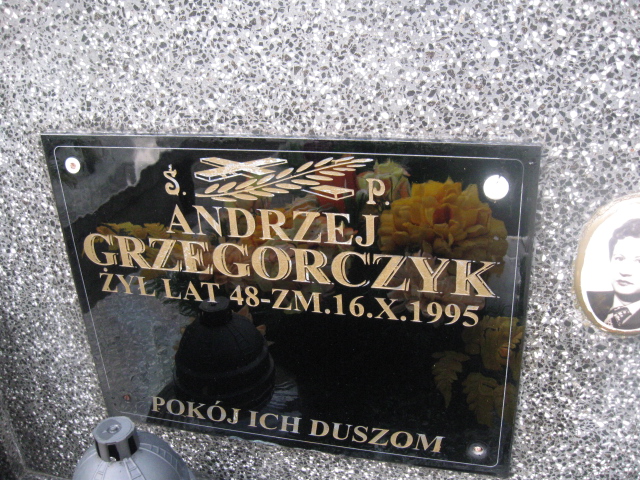 Ś. P.
ANDRZEJ
GRZEGORCZYK
ŻYŁ LAT 48-ZM.16.X.1995
POKÓJ ICH DUSZOM